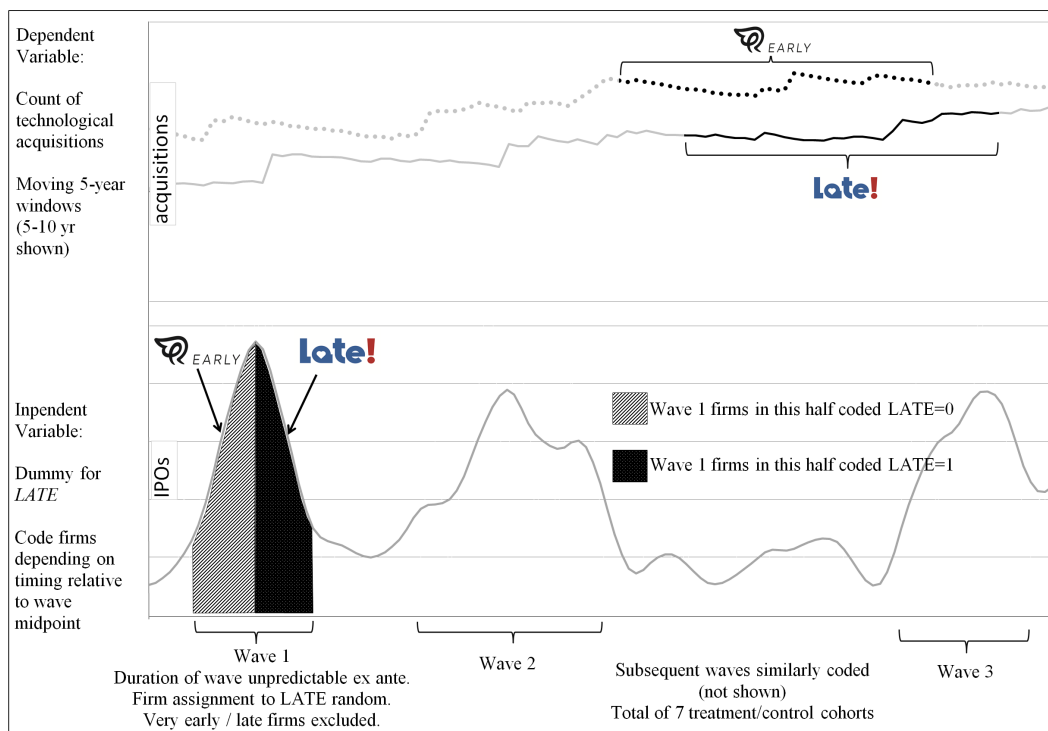 Dependent
Variable:
Count of
technological
acquisitions
Moving 5-year
windows
(5-10 yr
shown)
acquisitions
EARLY
Late!
EARLY
Late!
Inpendent
Variable:
Dummy for
LATE
Code firms
depending on
timing relative
to wave
midpoint
IPOs
Wave 1 firms in this half coded LATE=0
Wave 1 firms in this half coded LATE=1
Wave 1
Duration of wave unpredictable ex ante.
Firm assignment to LATE random.
Very early / late firms excluded.
Wave 2
Subsequent waves similarly coded
(not shown)
Total of 7 treatment/control cohorts
Wave 3